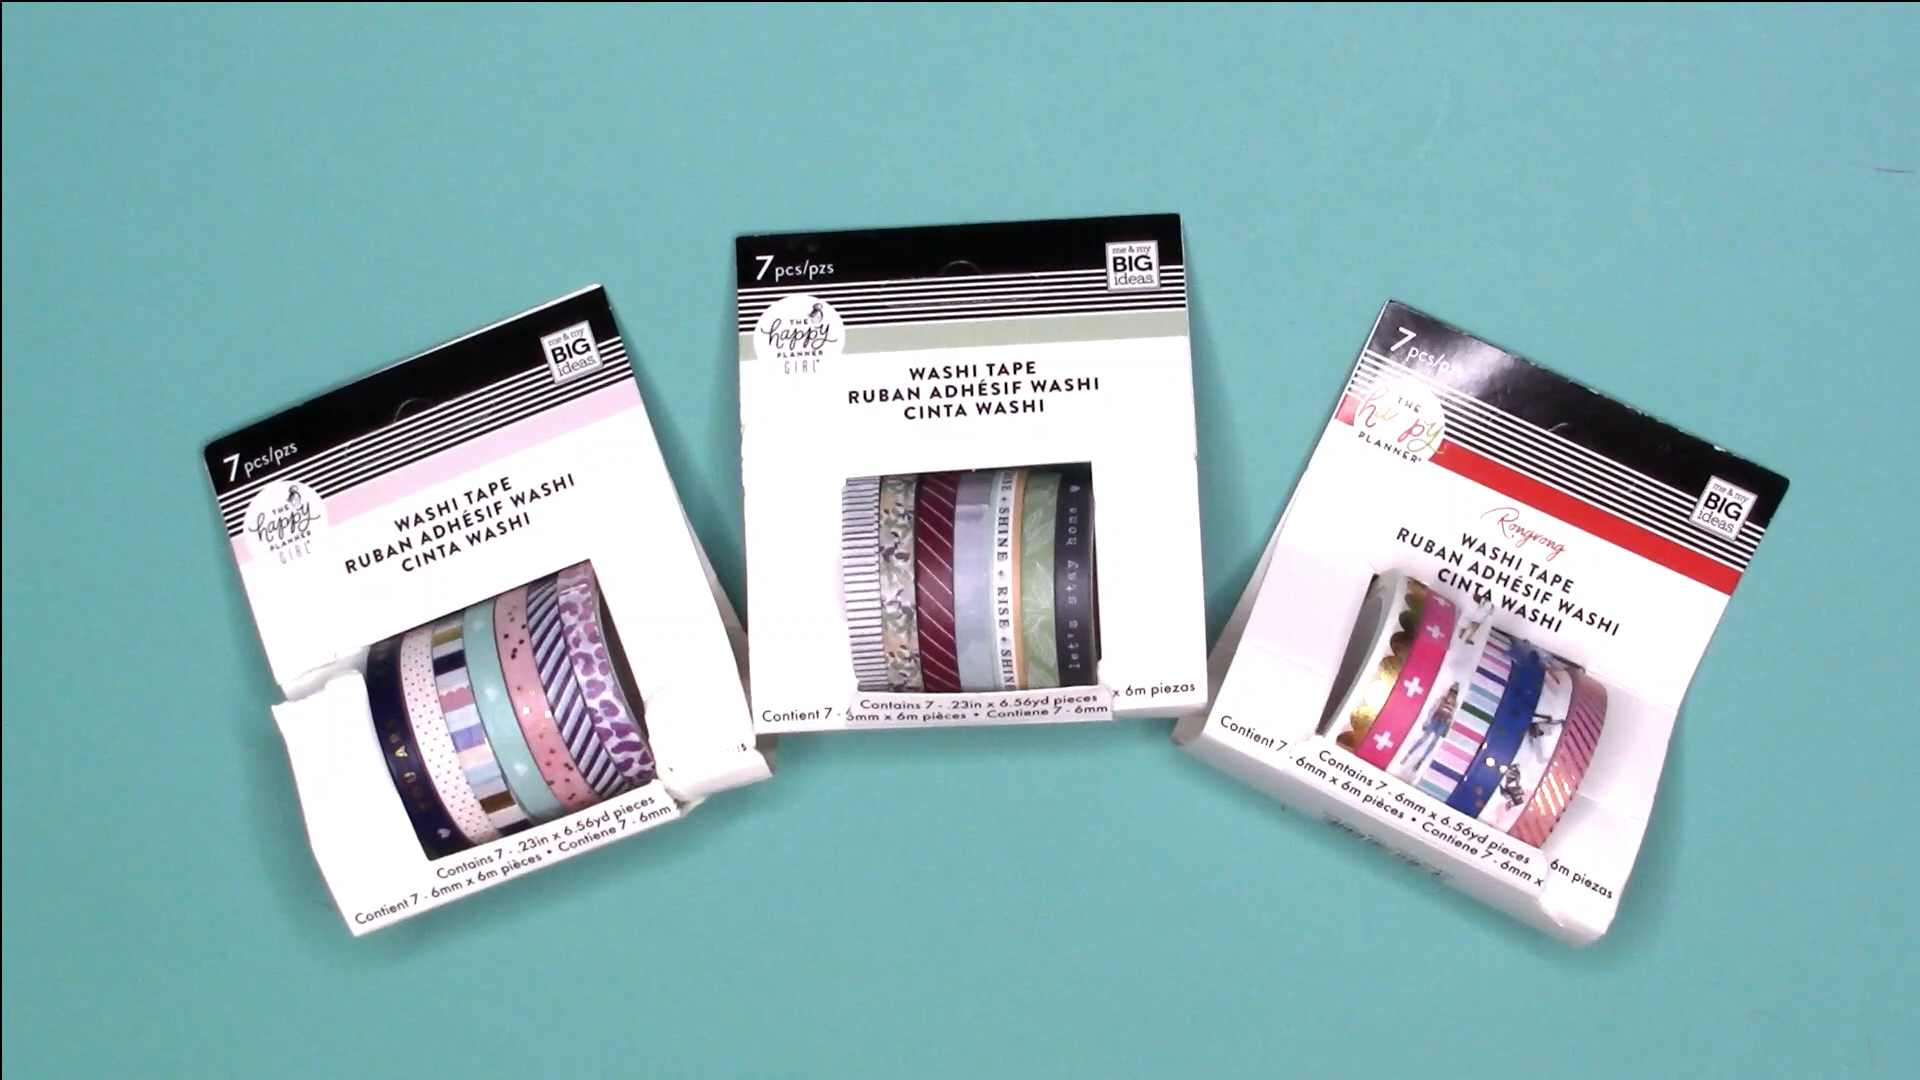 7 pcs/pzs
me & my
BIG
ideas.
THE
happy
PLANNER
GIRL
WASHI TAPE
RUBAN ADHÉSIF WASHI
CINTA WASHI
Contains 7 - .23in x 6.56yd pieces
Contient 7 - 6mm x 6m pièces • Contiene 7 - 6mm
7 pcs/pzs
me & my
BIG
ideas.
THE
happy
PLANNER
GIRL
WASHI TAPE
RUBAN ADHÉSIF WASHI
CINTA WASHI
SHINE + RISE + SHINE
let's stay home
Contains 7 - .23in x 6.56yd pieces
Contient 7 - 6mm x 6m pièces • Contiene 7 - 6mm x 6m piezas
7 pcs/pzs
THE
happy
PLANNER
me & my
BIG
ideas.
Rongrong
WASHI TAPE
RUBAN ADHÉSIF WASHI
CINTA WASHI
Contains 7 - 6mm x 6.56yd pieces
Contient 7 - 6mm x 6m pièces • Contiene 7 - 6mm x 6m piezas